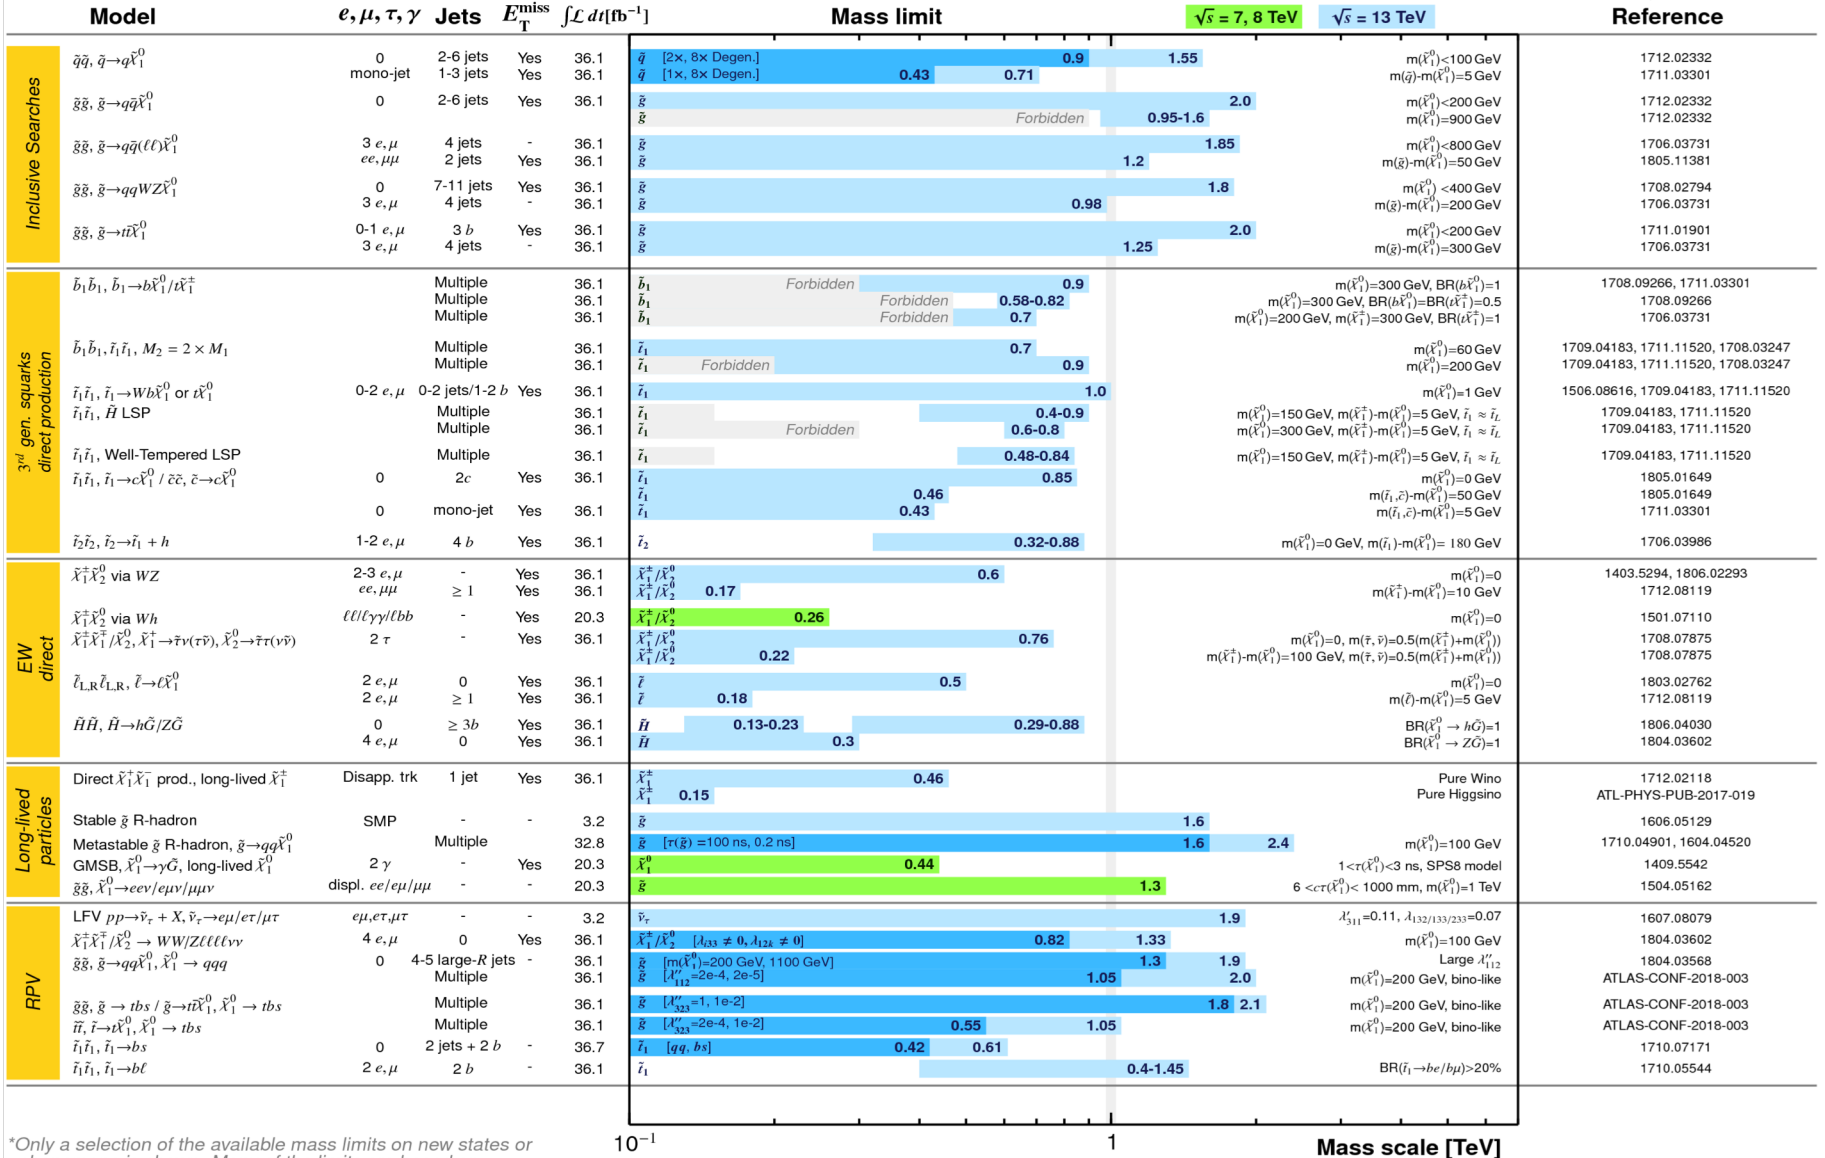 Model e, μ, τ, γ Jets E_T^miss ∫ℒ dt[fb⁻¹] Mass limit √s = 7, 8 TeV √s = 13 TeV Reference
Inclusive Searches
q̃q̃, q̃→qχ̃₁⁰ 0 2-6 jets Yes 36.1 q̃ [2×, 8× Degen.] 0.9 1.55 m(χ̃₁⁰)<100 GeV 1712.02332
mono-jet 1-3 jets Yes 36.1 q̃ [1×, 8× Degen.] 0.43 0.71 m(q̃)-m(χ̃₁⁰)=5 GeV 1711.03301
g̃g̃, g̃→qq̄χ̃₁⁰ 0 2-6 jets Yes 36.1 g̃ 2.0 m(χ̃₁⁰)<200 GeV 1712.02332
g̃ Forbidden 0.95-1.6 m(χ̃₁⁰)=900 GeV 1712.02332
g̃g̃, g̃→qq̄(ℓℓ)χ̃₁⁰ 3 e, μ 4 jets - 36.1 g̃ 1.85 m(χ̃₁⁰)<800 GeV 1706.03731
ee, μμ 2 jets Yes 36.1 g̃ 1.2 m(g̃)-m(χ̃₁⁰)=50 GeV 1805.11381
g̃g̃, g̃→qqWZχ̃₁⁰ 0 7-11 jets Yes 36.1 g̃ 1.8 m(χ̃₁⁰) <400 GeV 1708.02794
3 e, μ 4 jets - 36.1 g̃ 0.98 m(g̃)-m(χ̃₁⁰)=200 GeV 1706.03731
g̃g̃, g̃→tt̄χ̃₁⁰ 0-1 e, μ 3 b Yes 36.1 g̃ 2.0 m(χ̃₁⁰)<200 GeV 1711.01901
3 e, μ 4 jets - 36.1 g̃ 1.25 m(g̃)-m(χ̃₁⁰)=300 GeV 1706.03731
3rd gen. squarks
direct production
b̃₁b̃₁, b̃₁→bχ̃₁⁰/tχ̃₁± Multiple 36.1 b̃₁ Forbidden 0.9 m(χ̃₁⁰)=300 GeV, BR(bχ̃₁⁰)=1 1708.09266, 1711.03301
Multiple 36.1 b̃₁ Forbidden 0.58-0.82 m(χ̃₁⁰)=300 GeV, BR(bχ̃₁⁰)=BR(tχ̃₁±)=0.5 1708.09266
Multiple 36.1 b̃₁ Forbidden 0.7 m(χ̃₁⁰)=200 GeV, m(χ̃₁±)=300 GeV, BR(tχ̃₁±)=1 1706.03731
b̃₁b̃₁, t̃₁t̃₁, M₂ = 2 × M₁ Multiple 36.1 t̃₁ 0.7 m(χ̃₁⁰)=60 GeV 1709.04183, 1711.11520, 1708.03247
Multiple 36.1 t̃₁ Forbidden 0.9 m(χ̃₁⁰)=200 GeV 1709.04183, 1711.11520, 1708.03247
t̃₁t̃₁, t̃₁→Wbχ̃₁⁰ or tχ̃₁⁰ 0-2 e, μ 0-2 jets/1-2 b Yes 36.1 t̃₁ 1.0 m(χ̃₁⁰)=1 GeV 1506.08616, 1709.04183, 1711.11520
t̃₁t̃₁, H̃ LSP Multiple 36.1 t̃₁ 0.4-0.9 m(χ̃₁⁰)=150 GeV, m(χ̃₁±)-m(χ̃₁⁰)=5 GeV, t̃₁ ≈ t̃_L 1709.04183, 1711.11520
Multiple 36.1 t̃₁ Forbidden 0.6-0.8 m(χ̃₁⁰)=300 GeV, m(χ̃₁±)-m(χ̃₁⁰)=5 GeV, t̃₁ ≈ t̃_L 1709.04183, 1711.11520
t̃₁t̃₁, Well-Tempered LSP Multiple 36.1 t̃₁ 0.48-0.84 m(χ̃₁⁰)=150 GeV, m(χ̃₁±)-m(χ̃₁⁰)=5 GeV, t̃₁ ≈ t̃_L 1709.04183, 1711.11520
t̃₁t̃₁, t̃₁→cχ̃₁⁰ / c̃c̃, c̃→cχ̃₁⁰ 0 2c Yes 36.1 t̃₁ 0.85 m(χ̃₁⁰)=0 GeV 1805.01649
t̃₁ 0.46 m(t̃₁,c̃)-m(χ̃₁⁰)=50 GeV 1805.01649
0 mono-jet Yes 36.1 t̃₁ 0.43 m(t̃₁,c̃)-m(χ̃₁⁰)=5 GeV 1711.03301
t̃₂t̃₂, t̃₂→t̃₁ + h 1-2 e, μ 4 b Yes 36.1 t̃₂ 0.32-0.88 m(χ̃₁⁰)=0 GeV, m(t̃₁)-m(χ̃₁⁰)= 180 GeV 1706.03986
EW
direct
χ̃₁±χ̃₂⁰ via WZ 2-3 e, μ - Yes 36.1 χ̃₁±/χ̃₂⁰ 0.6 m(χ̃₁⁰)=0 1403.5294, 1806.02293
ee, μμ ≥ 1 Yes 36.1 χ̃₁±/χ̃₂⁰ 0.17 m(χ̃₁±)-m(χ̃₁⁰)=10 GeV 1712.08119
χ̃₁±χ̃₂⁰ via Wh ℓℓ/ℓγγ/ℓbb - Yes 20.3 χ̃₁±/χ̃₂⁰ 0.26 m(χ̃₁⁰)=0 1501.07110
χ̃₁±χ̃₁∓/χ̃₂⁰, χ̃₁⁺→τ̃ν(τν̃), χ̃₂⁰→τ̃τ(νν̃) 2 τ - Yes 36.1 χ̃₁±/χ̃₂⁰ 0.76 m(χ̃₁⁰)=0, m(τ̃, ν̃)=0.5(m(χ̃₁±)+m(χ̃₁⁰)) 1708.07875
χ̃₁±/χ̃₂⁰ 0.22 m(χ̃₁±)-m(χ̃₁⁰)=100 GeV, m(τ̃, ν̃)=0.5(m(χ̃₁±)+m(χ̃₁⁰)) 1708.07875
ℓ̃_L,R ℓ̃_L,R, ℓ̃→ℓχ̃₁⁰ 2 e, μ 0 Yes 36.1 ℓ̃ 0.5 m(χ̃₁⁰)=0 1803.02762
2 e, μ ≥ 1 Yes 36.1 ℓ̃ 0.18 m(ℓ̃)-m(χ̃₁⁰)=5 GeV 1712.08119
H̃H̃, H̃→hG̃/ZG̃ 0 ≥ 3b Yes 36.1 H̃ 0.13-0.23 0.29-0.88 BR(χ̃₁⁰ → hG̃)=1 1806.04030
4 e, μ 0 Yes 36.1 H̃ 0.3 BR(χ̃₁⁰ → ZG̃)=1 1804.03602
Long-lived
particles
Direct χ̃₁⁺χ̃₁⁻ prod., long-lived χ̃₁± Disapp. trk 1 jet Yes 36.1 χ̃₁± 0.46 Pure Wino 1712.02118
χ̃₁± 0.15 Pure Higgsino ATL-PHYS-PUB-2017-019
Stable g̃ R-hadron SMP - - 3.2 g̃ 1.6 1606.05129
Metastable g̃ R-hadron, g̃→qqχ̃₁⁰ Multiple 32.8 g̃ [τ(g̃) =100 ns, 0.2 ns] 1.6 2.4 m(χ̃₁⁰)=100 GeV 1710.04901, 1604.04520
GMSB, χ̃₁⁰→γG̃, long-lived χ̃₁⁰ 2 γ - Yes 20.3 χ̃₁⁰ 0.44 1<τ(χ̃₁⁰)<3 ns, SPS8 model 1409.5542
g̃g̃, χ̃₁⁰→eeν/eμν/μμν displ. ee/eμ/μμ - - 20.3 g̃ 1.3 6 <cτ(χ̃₁⁰)< 1000 mm, m(χ̃₁⁰)=1 TeV 1504.05162
RPV
LFV pp→ν̃_τ + X, ν̃_τ→eμ/eτ/μτ eμ,eτ,μτ - - 3.2 ν̃_τ 1.9 λ′₃₁₁=0.11, λ₁₃₂/₁₃₃/₂₃₃=0.07 1607.08079
χ̃₁±χ̃₁∓/χ̃₂⁰ → WW/Zℓℓℓℓνν 4 e, μ 0 Yes 36.1 χ̃₁±/χ̃₂⁰ [λ_i33 ≠ 0, λ_12k ≠ 0] 0.82 1.33 m(χ̃₁⁰)=100 GeV 1804.03602
g̃g̃, g̃→qqχ̃₁⁰, χ̃₁⁰ → qqq 0 4-5 large-R jets - 36.1 g̃ [m(χ̃₁⁰)=200 GeV, 1100 GeV] 1.3 1.9 Large λ″₁₁₂ 1804.03568
Multiple 36.1 g̃ [λ″₁₁₂=2e-4, 2e-5] 1.05 2.0 m(χ̃₁⁰)=200 GeV, bino-like ATLAS-CONF-2018-003
g̃g̃, g̃ → tbs / g̃→tt̄χ̃₁⁰, χ̃₁⁰ → tbs Multiple 36.1 g̃ [λ″₃₂₃=1, 1e-2] 1.8 2.1 m(χ̃₁⁰)=200 GeV, bino-like ATLAS-CONF-2018-003
t̃t̃, t̃→tχ̃₁⁰, χ̃₁⁰ → tbs Multiple 36.1 g̃ [λ″₃₂₃=2e-4, 1e-2] 0.55 1.05 m(χ̃₁⁰)=200 GeV, bino-like ATLAS-CONF-2018-003
t̃₁t̃₁, t̃₁→bs 0 2 jets + 2 b - 36.7 t̃₁ [qq, bs] 0.42 0.61 1710.07171
t̃₁t̃₁, t̃₁→bℓ 2 e, μ 2 b - 36.1 t̃₁ 0.4-1.45 BR(t̃₁→be/bμ)>20% 1710.05544
10⁻¹ 1 Mass scale [TeV]
*Only a selection of the available mass limits on new states or